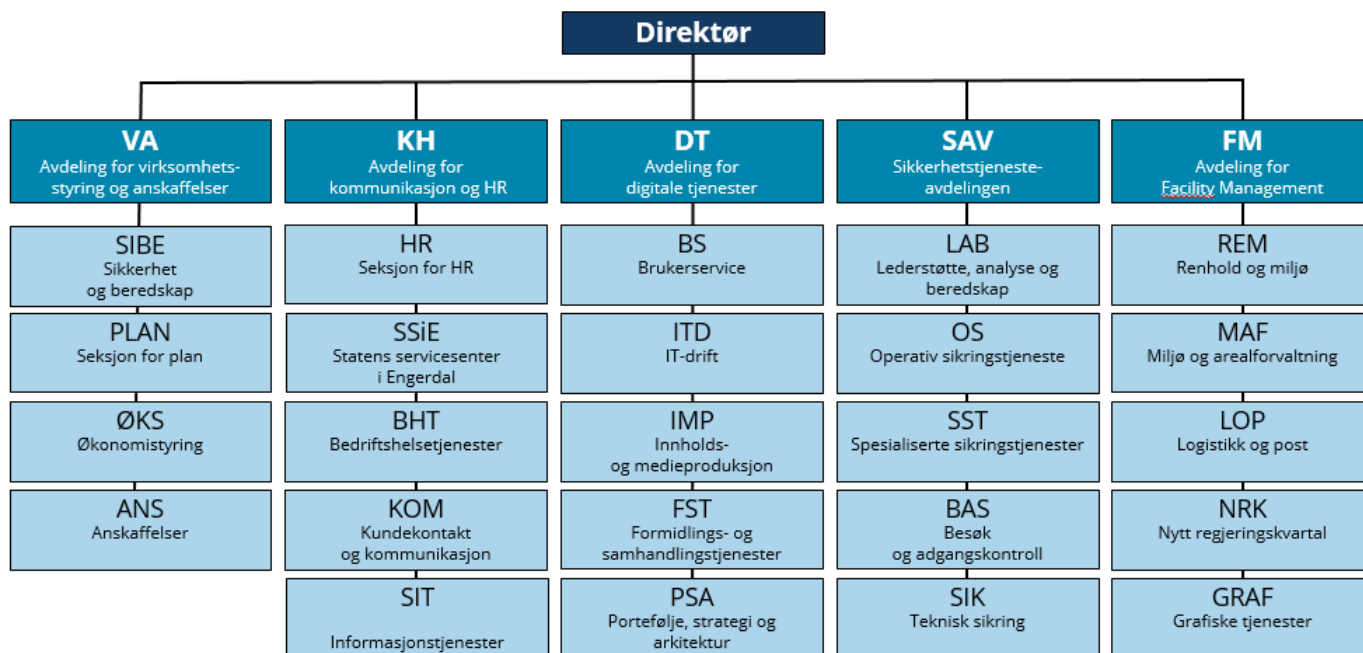 Direktør
VA
Avdeling for virksomhets-
styring og anskaffelser
KH
Avdeling for
kommunikasjon og HR
DT
Avdeling for
digitale tjenester
SAV
Sikkerhetstjeneste-
avdelingen
FM
Avdeling for
Facility Management
SIBE
Sikkerhet
og beredskap
HR
Seksjon for HR
BS
Brukerservice
LAB
Lederstøtte, analyse og
beredskap
REM
Renhold og miljø
PLAN
Seksjon for plan
SSiE
Statens servicesenter
i Engerdal
ITD
IT-drift
OS
Operativ sikringstjeneste
MAF
Miljø og arealforvaltning
ØKS
Økonomistyring
BHT
Bedriftshelsetjenester
IMP
Innholds-
og medieproduksjon
SST
Spesialiserte sikringstjenester
LOP
Logistikk og post
ANS
Anskaffelser
KOM
Kundekontakt
og kommunikasjon
FST
Formidlings- og
samhandlingstjenester
BAS
Besøk
og adgangskontroll
NRK
Nytt regjeringskvartal
SIT
Informasjonstjenester
PSA
Portefølje, strategi og
arkitektur
SIK
Teknisk sikring
GRAF
Grafiske tjenester